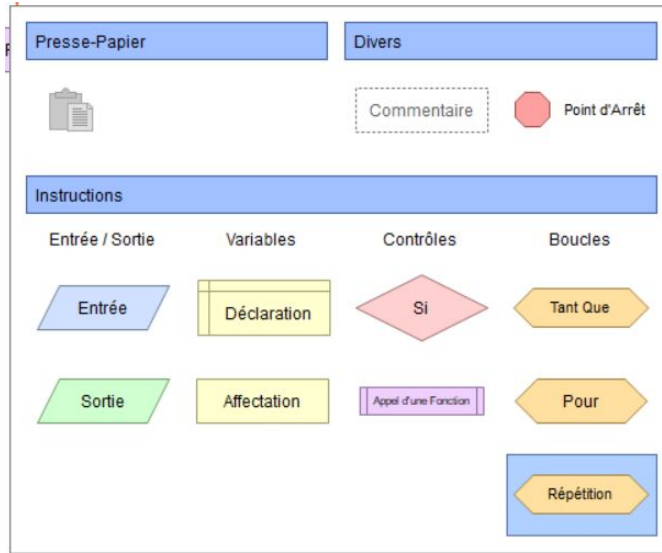 Presse-Papier
Divers
Commentaire
Point d'Arrêt
Instructions
Entrée / Sortie
Variables
Contrôles
Boucles
Entrée
Déclaration
Si
Tant Que
Sortie
Affectation
Appel d'une Fonction
Pour
Répétition